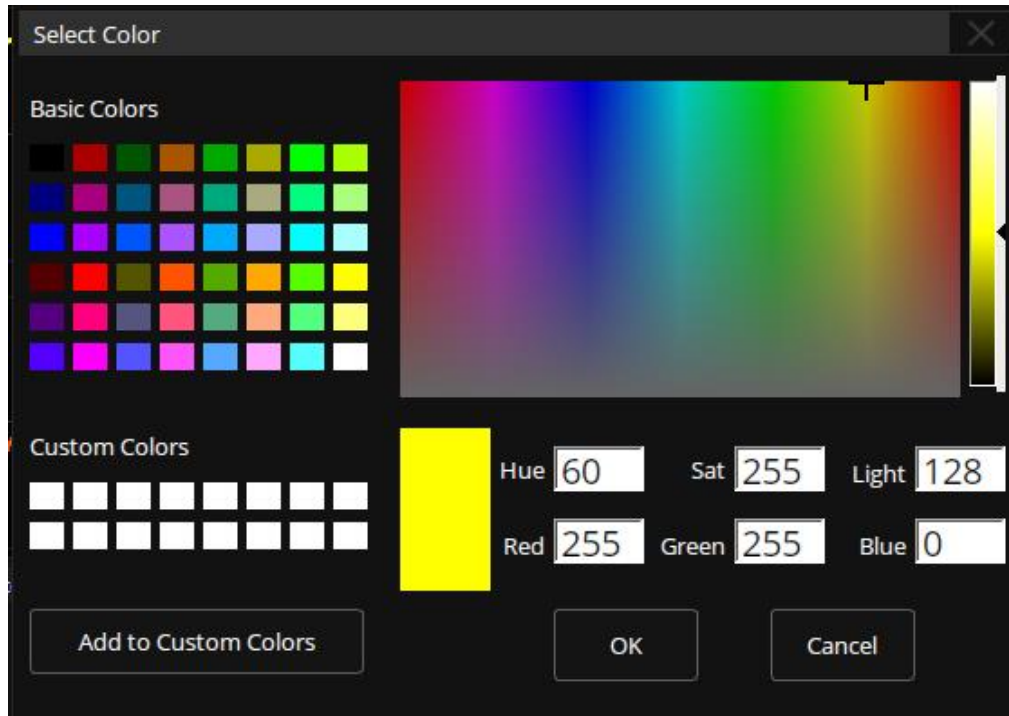 Select Color
Basic Colors
Custom Colors
Hue 60 Sat 255 Light 128
Red 255 Green 255 Blue 0
Add to Custom Colors OK Cancel